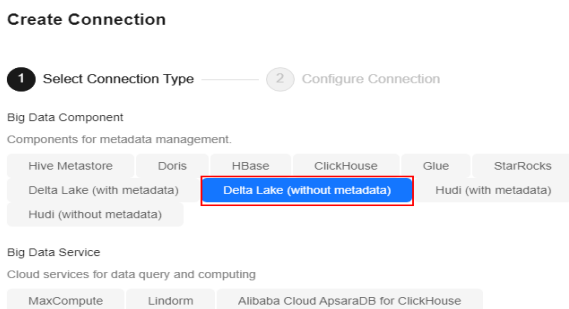 Create Connection
1 Select Connection Type 2 Configure Connection
Big Data Component
Components for metadata management.
Hive Metastore Doris HBase ClickHouse Glue StarRocks
Delta Lake (with metadata) Delta Lake (without metadata) Hudi (with metadata)
Hudi (without metadata)
Big Data Service
Cloud services for data query and computing
MaxCompute Lindorm Alibaba Cloud ApsaraDB for ClickHouse